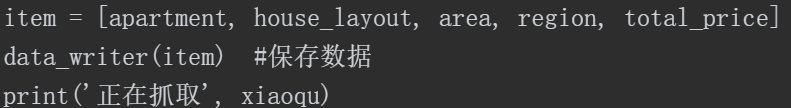 item = [apartment, house_layout, area, region, total_price]
data_writer(item)  #保存数据
print('正在抓取', xiaoqu)